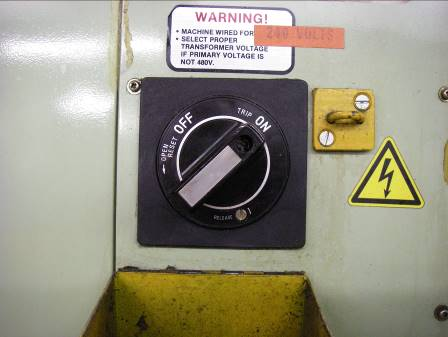 WARNING!
• MACHINE WIRED FOR 240 VOLTS
• SELECT PROPER
TRANSFORMER VOLTAGE
IF PRIMARY VOLTAGE IS
NOT 480V.
OFF
TRIP
ON
OPEN
RESET
RELEASE